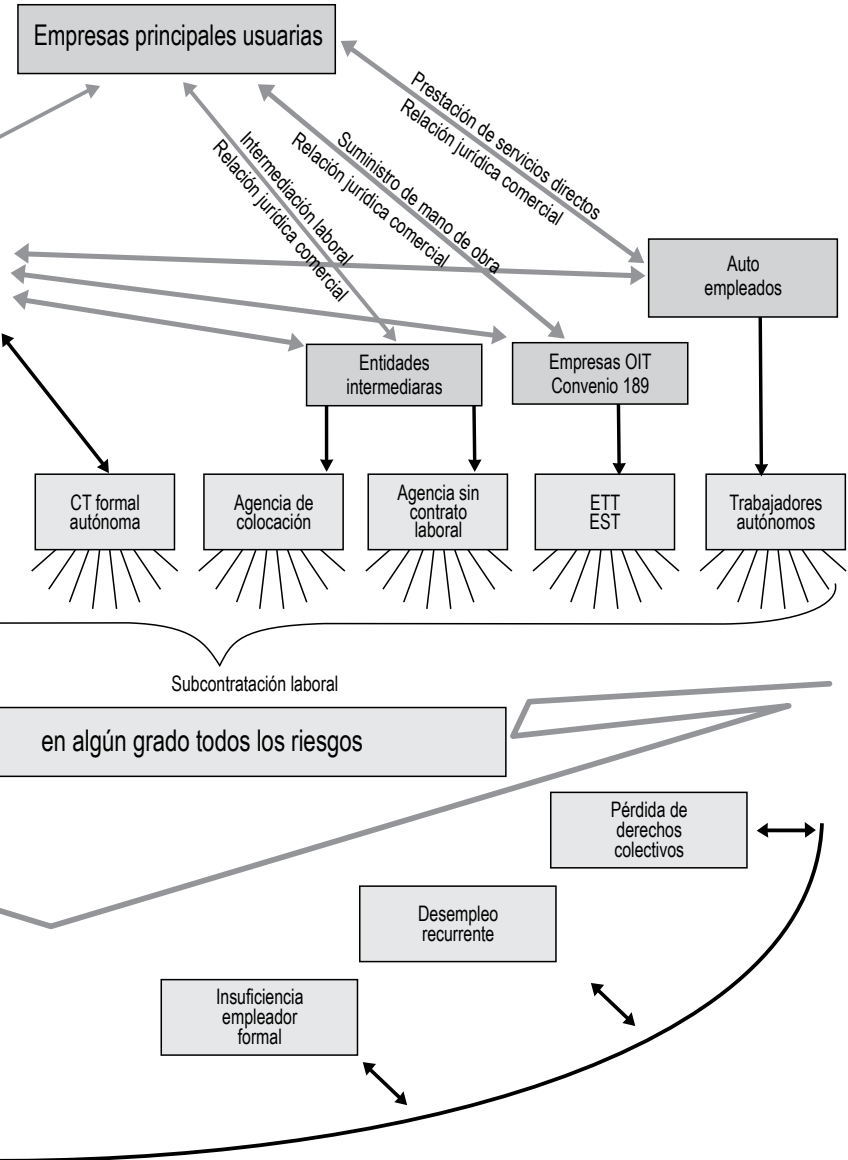 Empresas principales usuarias
Prestación de servicios directos
Relación jurídica comercial
Suministro de mano de obra
Relación jurídica comercial
Intermediación laboral
Relación jurídica comercial
Auto
empleados
Entidades
intermediaras
Empresas OIT
Convenio 189
CT formal
autónoma
Agencia de
colocación
Agencia sin
contrato
laboral
ETT
EST
Trabajadores
autónomos
Subcontratación laboral
en algún grado todos los riesgos
Pérdida de
derechos
colectivos
Desempleo
recurrente
Insuficiencia
empleador
formal